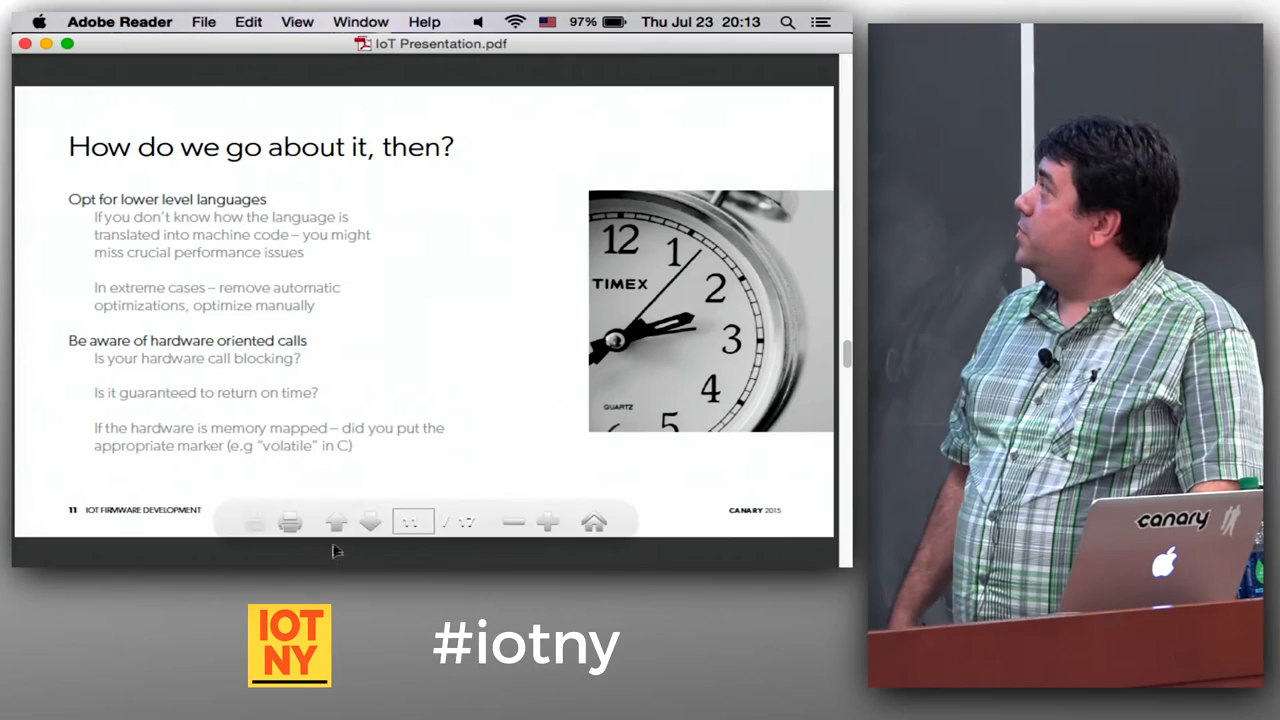 Adobe Reader File Edit View Window Help 97% Thu Jul 23 20:13
IoT Presentation.pdf
How do we go about it, then?
Opt for lower level languages
If you don't know how the language is
translated into machine code – you might
miss crucial performance issues
In extreme cases – remove automatic
optimizations, optimize manually
Be aware of hardware oriented calls
Is your hardware call blocking?
Is it guaranteed to return on time?
If the hardware is memory mapped – did you put the
appropriate marker (e.g "volatile" in C)
12
1
TIMEX
2
3
4
QUARTZ
5
11 IOT FIRMWARE DEVELOPMENT
11 / 17
CANARY 2015
canary
IOT
NY
#iotny